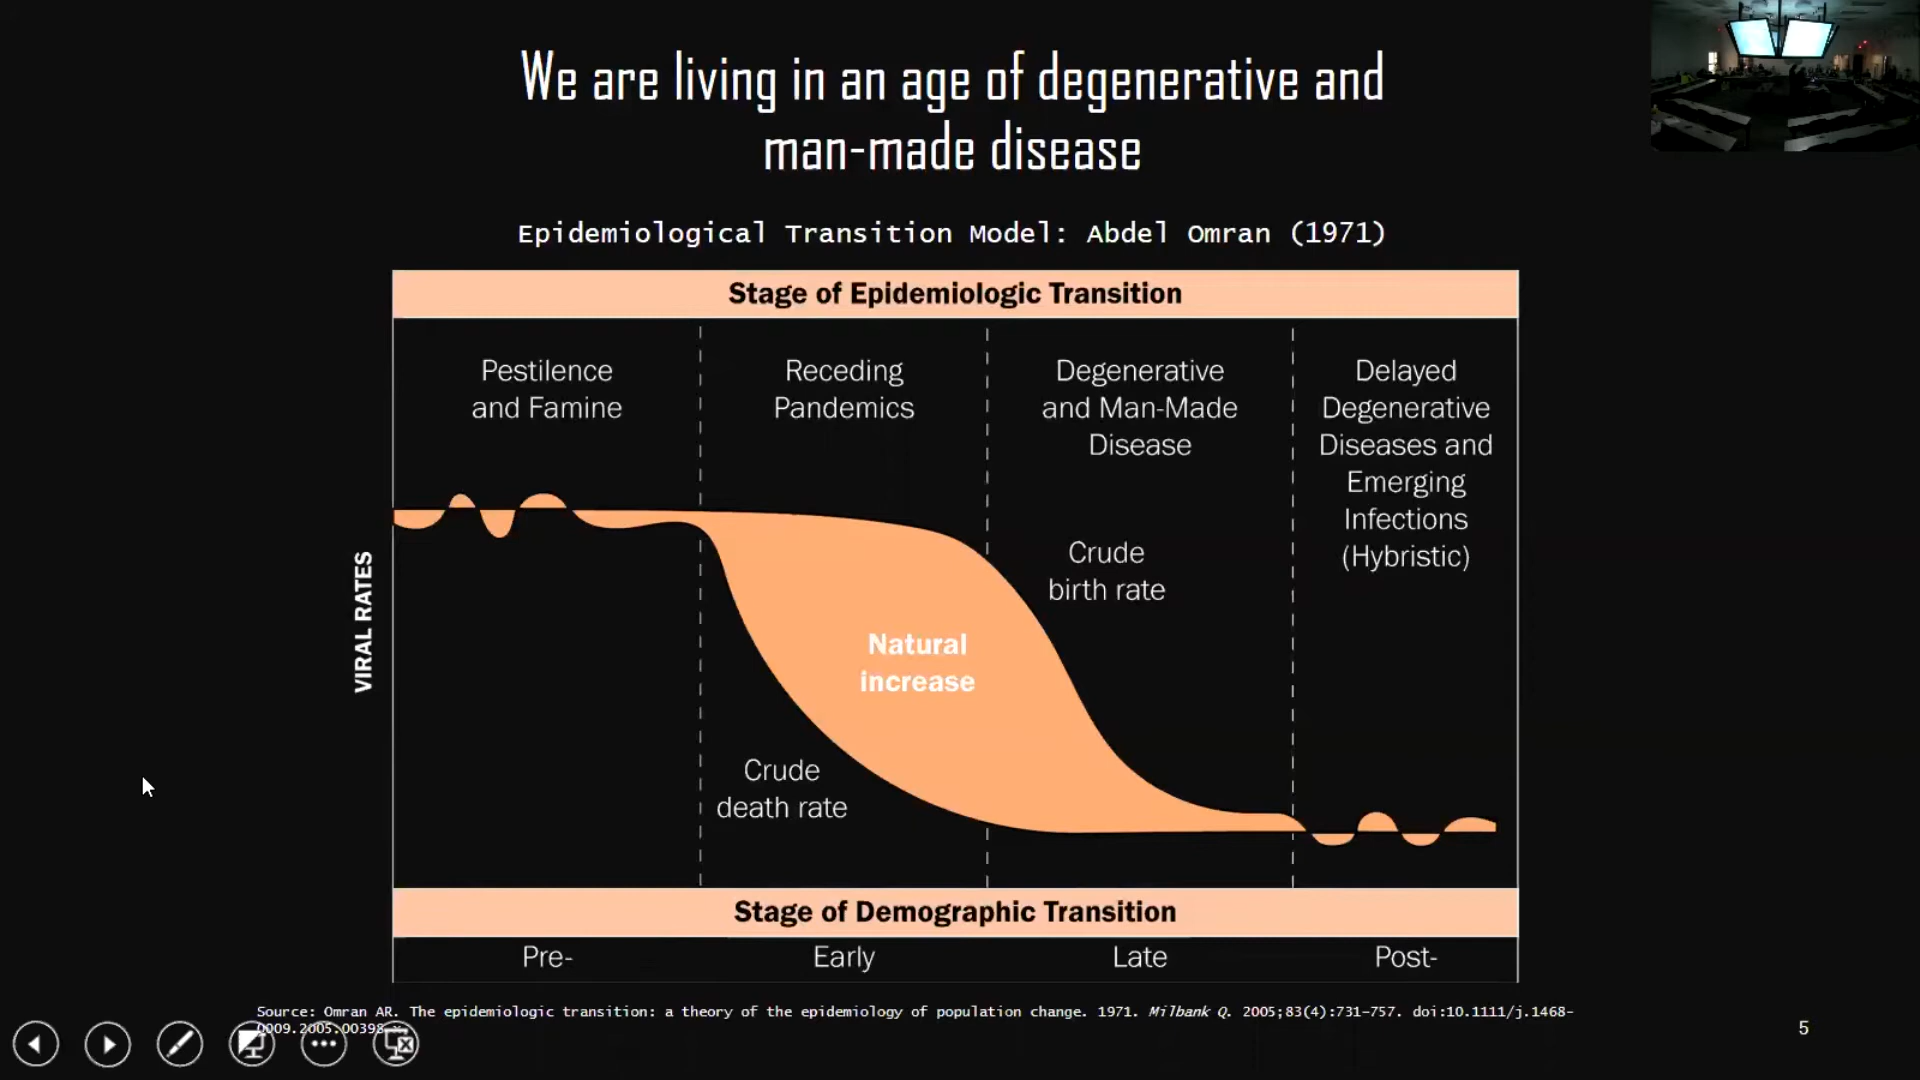 We are living in an age of degenerative and
man-made disease
Epidemiological Transition Model: Abdel Omran (1971)
Stage of Epidemiologic Transition
Pestilence
and Famine
Receding
Pandemics
Degenerative
and Man-Made
Disease
Delayed
Degenerative
Diseases and
Emerging
Infections
(Hybristic)
VIRAL RATES
Crude
birth rate
Natural
increase
Crude
death rate
Stage of Demographic Transition
Pre-
Early
Late
Post-
Source: Omran AR. The epidemiologic transition: a theory of the epidemiology of population change. 1971. Milbank Q. 2005;83(4):731-757. doi:10.1111/j.1468-
0009.2005.00398.x
5